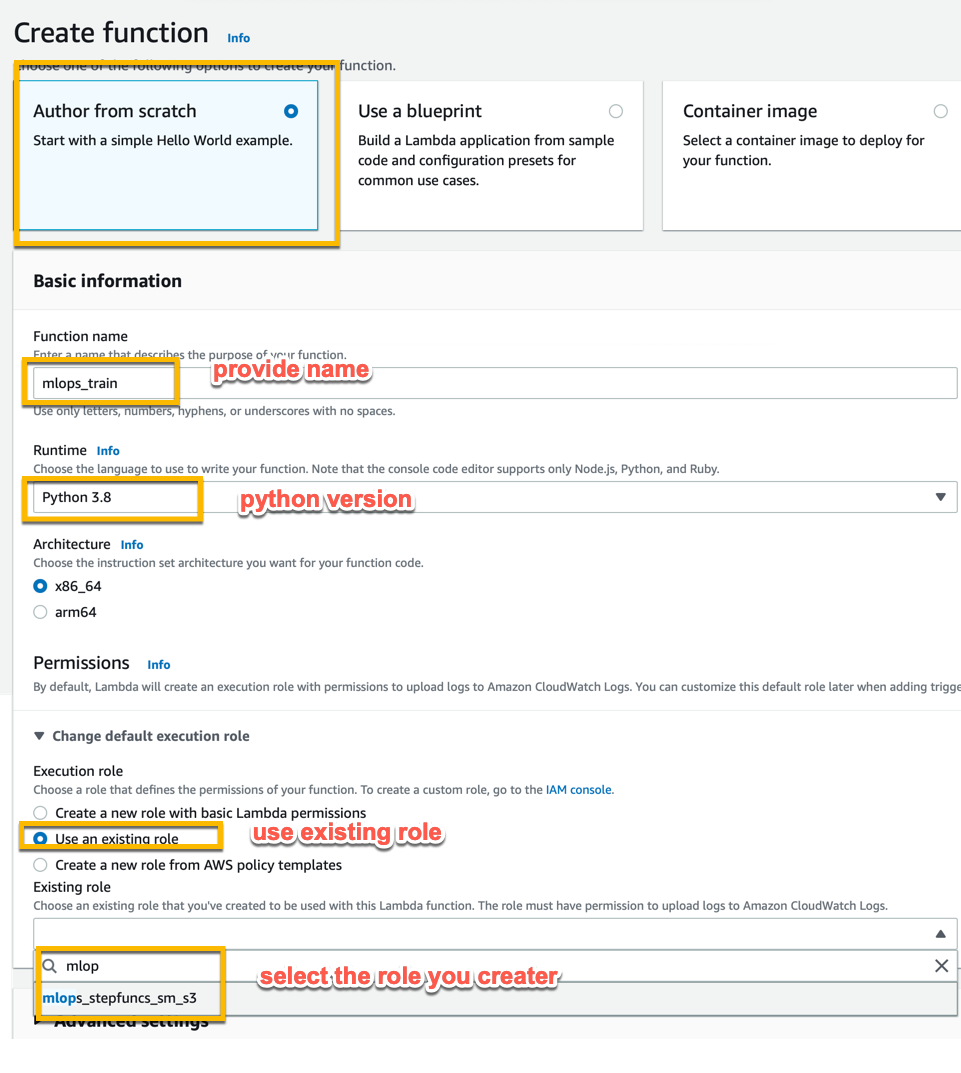 Create function Info
Choose one of the following options to create your function.
Author from scratch
Start with a simple Hello World example.
Use a blueprint
Build a Lambda application from sample
code and configuration presets for
common use cases.
Container image
Select a container image to deploy for
your function.
Basic information
Function name
Enter a name that describes the purpose of your function.
provide name
mlops_train
Use only letters, numbers, hyphens, or underscores with no spaces.
Runtime Info
Choose the language to use to write your function. Note that the console code editor supports only Node.js, Python, and Ruby.
Python 3.8
python version
Architecture Info
Choose the instruction set architecture you want for your function code.
x86_64
arm64
Permissions Info
By default, Lambda will create an execution role with permissions to upload logs to Amazon CloudWatch Logs. You can customize this default role later when adding trigge
Change default execution role
Execution role
Choose a role that defines the permissions of your function. To create a custom role, go to the IAM console.
Create a new role with basic Lambda permissions
Use an existing role
use existing role
Create a new role from AWS policy templates
Existing role
Choose an existing role that you've created to be used with this Lambda function. The role must have permission to upload logs to Amazon CloudWatch Logs.
mlop
select the role you creater
mlops_stepfuncs_sm_s3
Advanced settings